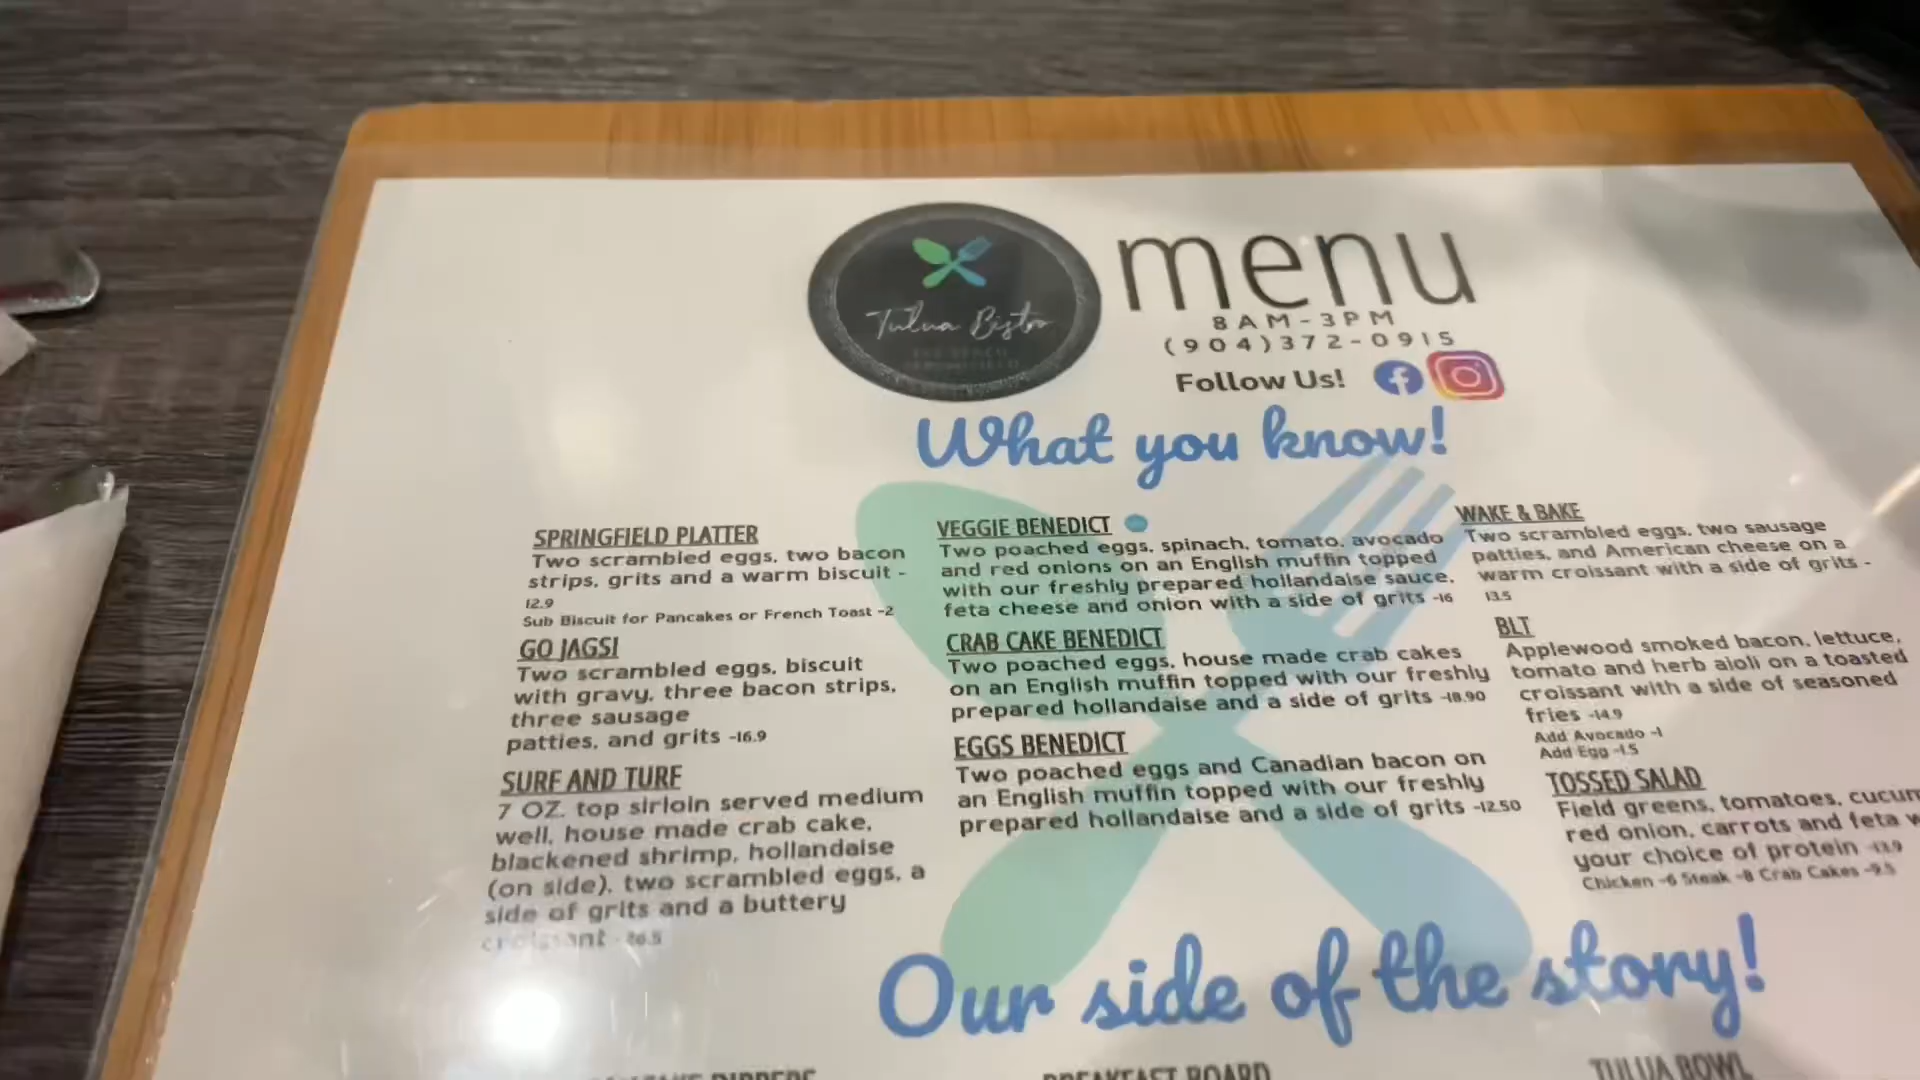 Tulua Bistro
menu
8AM-3PM
(904)372-0915
Follow Us!
What you know!
SPRINGFIELD PLATTER
Two scrambled eggs, two bacon
strips, grits and a warm biscuit -
12.9
Sub Biscuit for Pancakes or French Toast -2
GO JAGS!
Two scrambled eggs, biscuit
with gravy, three bacon strips,
three sausage
patties, and grits -16.9
SURF AND TURF
7 OZ. top sirloin served medium
well, house made crab cake,
blackened shrimp, hollandaise
(on side), two scrambled eggs, a
side of grits and a buttery
croissant -
VEGGIE BENEDICT
Two poached eggs, spinach, tomato, avocado
and red onions on an English muffin topped
with our freshly prepared hollandaise sauce,
feta cheese and onion with a side of grits -16
CRAB CAKE BENEDICT
Two poached eggs, house made crab cakes
on an English muffin topped with our freshly
prepared hollandaise and a side of grits -18.90
EGGS BENEDICT
Two poached eggs and Canadian bacon on
an English muffin topped with our freshly
prepared hollandaise and a side of grits -12.50
WAKE & BAKE
Two scrambled eggs, two sausage
patties, and American cheese on a
warm croissant with a side of grits -
13.5
BLT
Applewood smoked bacon, lettuce,
tomato and herb aioli on a toasted
croissant with a side of seasoned
fries -14.9
Add Avocado -1
Add Egg -1.5
TOSSED SALAD
Field greens, tomatoes, cucum
red onion, carrots and feta w
your choice of protein -13.9
Chicken -6 Steak -8 Crab Cakes -9.5
Our side of the story!
BREAKFAST BOARD
TULUA BOWL